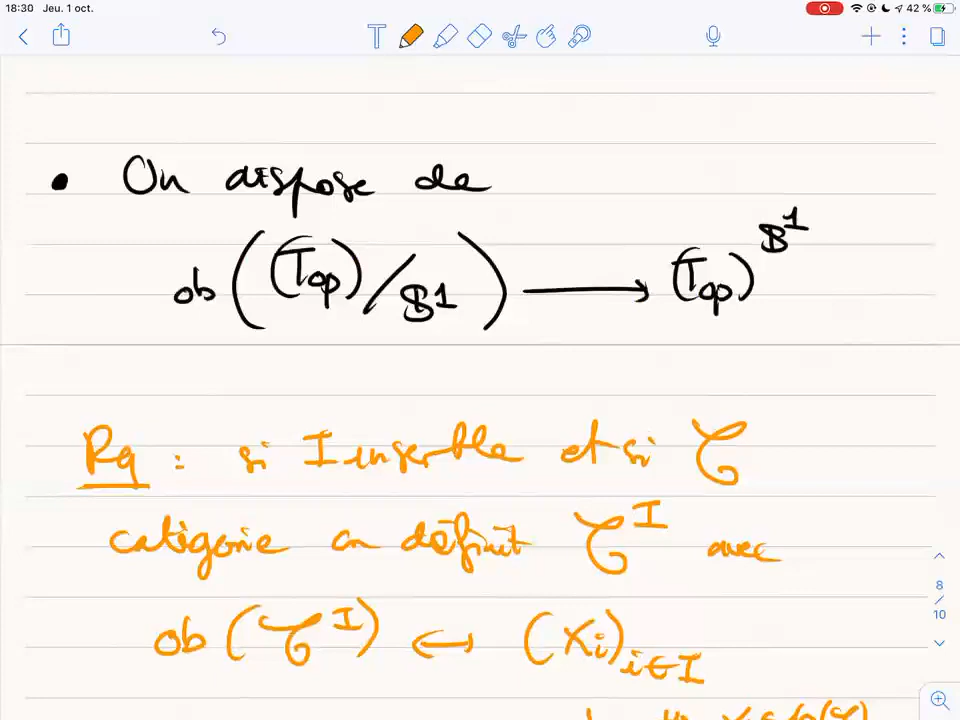 18:30 Jeu. 1 oct. 42 %
• On dispose de
ob((Top)/𝕊1) ⟶ (Top)^𝕊1
Rq : si I ensemble et si 𝒞
catégorie on définit 𝒞^I avec
ob(𝒞^I) ↔ (Xi)i∈I
8
/
10